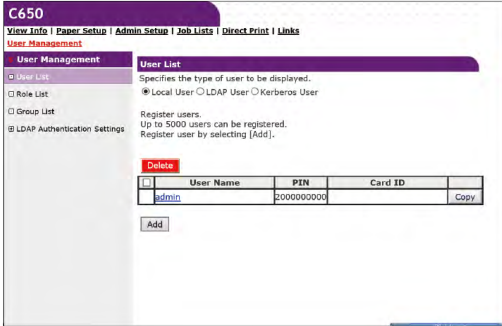 C650
View Info | Paper Setup | Admin Setup | Job Lists | Direct Print | Links
User Management
User Management
User List
Role List
Group List
LDAP Authentication Settings
User List
Specifies the type of user to be displayed.
Local User LDAP User Kerberos User
Register users.
Up to 5000 users can be registered.
Register user by selecting [Add].
Delete
User Name PIN Card ID
admin 2000000000 Copy
Add